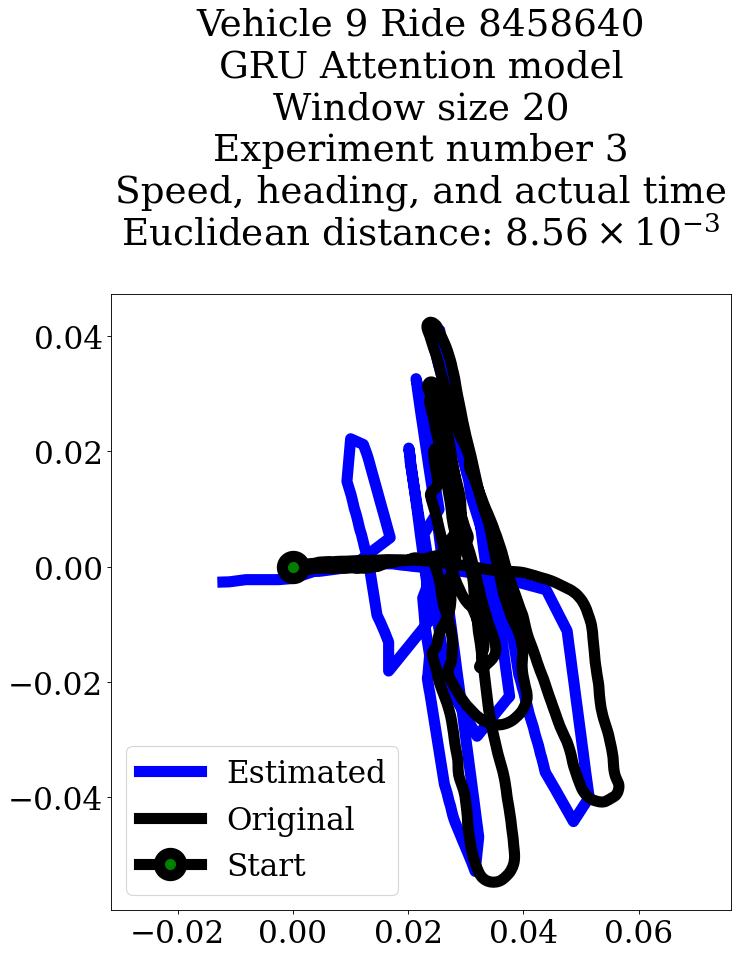 Vehicle 9 Ride 8458640
GRU Attention model
Window size 20
Experiment number 3
Speed, heading, and actual time
Euclidean distance: 8.56 × 10⁻³
0.04
0.02
0.00
−0.02
−0.04
Estimated
Original
Start
−0.02 0.00 0.02 0.04 0.06